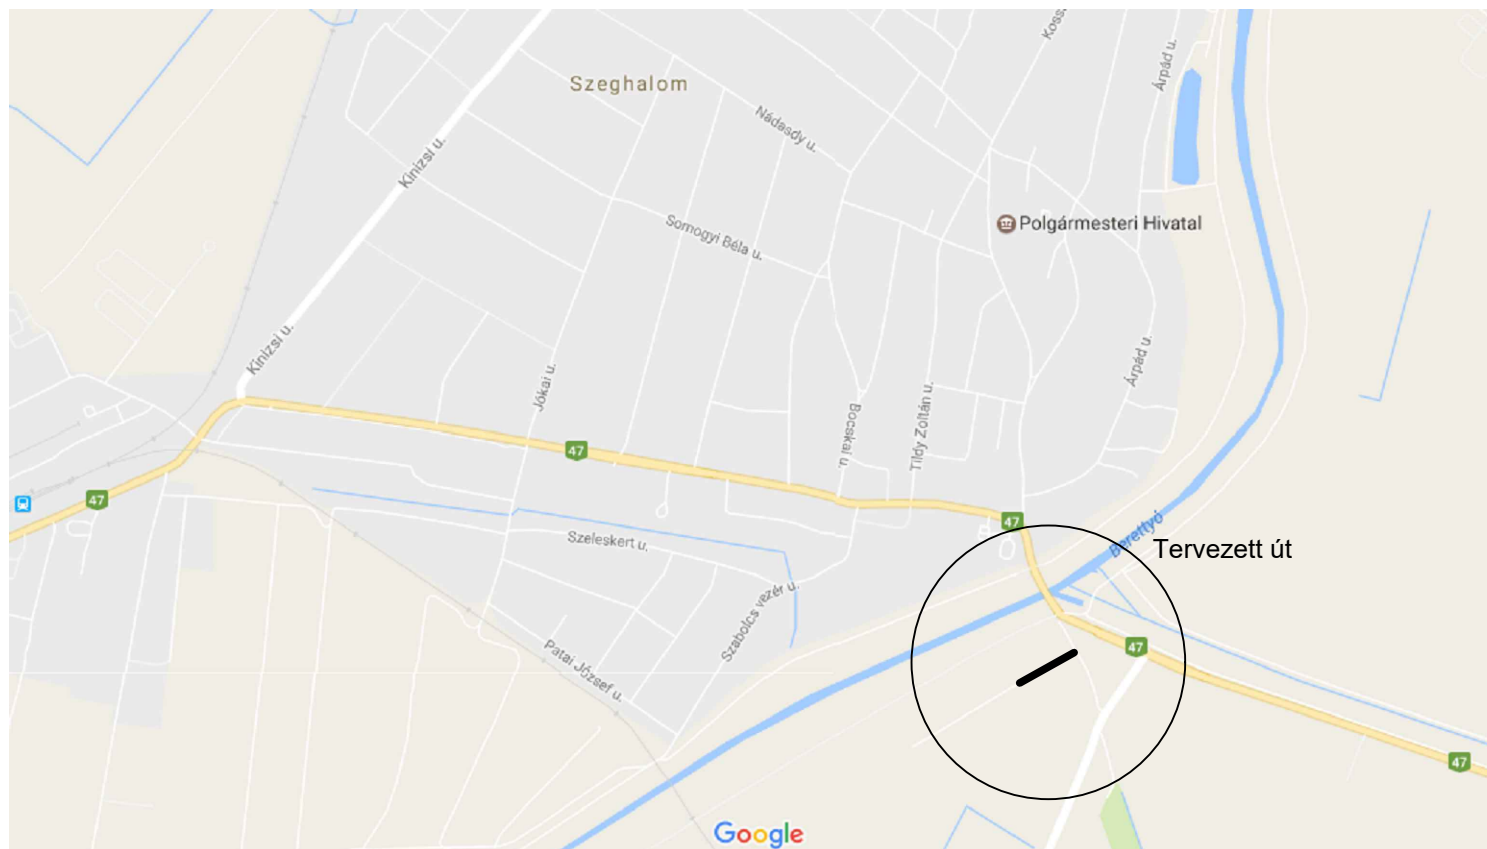 Koss
Árpád u.
Szeghalom
Nádasdy u.
Kinizsi u.
Polgármesteri Hivatal
Somogyi Béla u.
Kinizsi u.
Árpád u.
Jókai u.
Bocskai u.
Tildy Zoltán u.
47
47
47
Berettyó
Tervezett út
Szeleskert u.
Szabolcs vezér u.
Patai József u.
47
47
Google